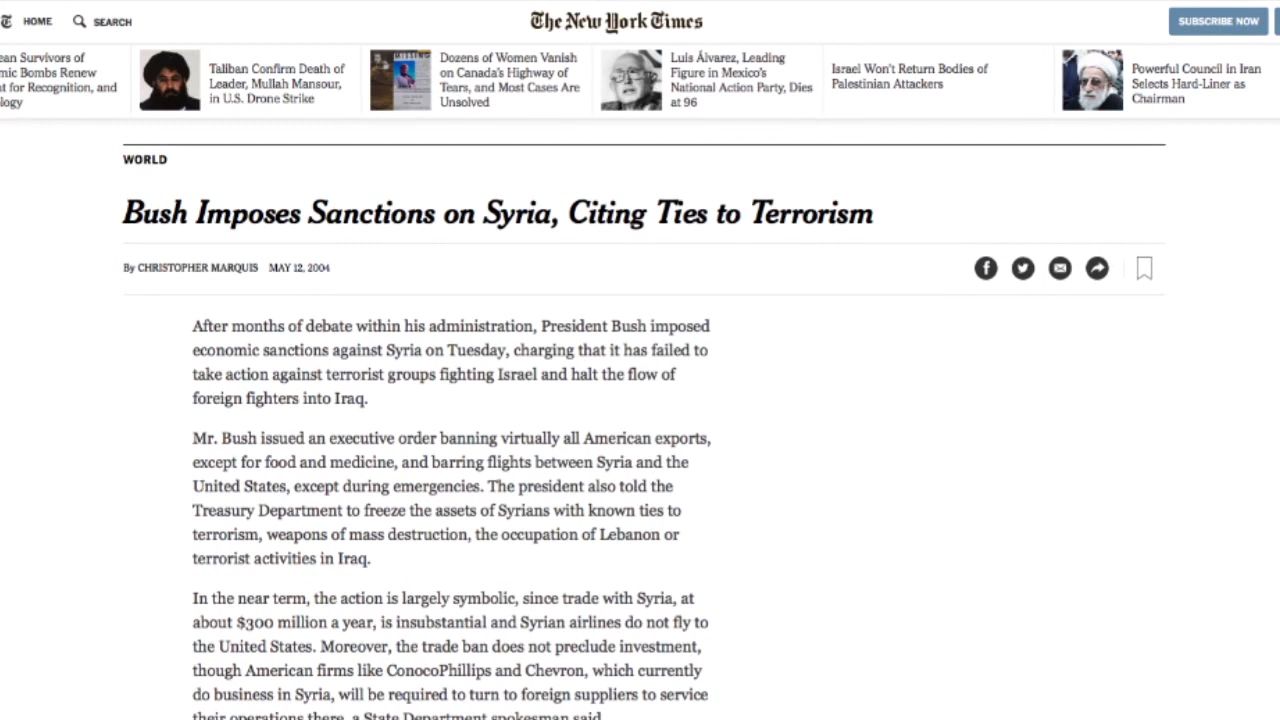 HOME
SEARCH
The New York Times
SUBSCRIBE NOW
ean Survivors of
mic Bombs Renew
t for Recognition, and
logy
Taliban Confirm Death of
Leader, Mullah Mansour,
in U.S. Drone Strike
MISSING
Dozens of Women Vanish
on Canada's Highway of
Tears, and Most Cases Are
Unsolved
Luis Álvarez, Leading
Figure in Mexico's
National Action Party, Dies
at 96
Israel Won't Return Bodies of
Palestinian Attackers
Powerful Council in Iran
Selects Hard-Liner as
Chairman
WORLD
Bush Imposes Sanctions on Syria, Citing Ties to Terrorism
By CHRISTOPHER MARQUIS MAY 12, 2004
After months of debate within his administration, President Bush imposed
economic sanctions against Syria on Tuesday, charging that it has failed to
take action against terrorist groups fighting Israel and halt the flow of
foreign fighters into Iraq.
Mr. Bush issued an executive order banning virtually all American exports,
except for food and medicine, and barring flights between Syria and the
United States, except during emergencies. The president also told the
Treasury Department to freeze the assets of Syrians with known ties to
terrorism, weapons of mass destruction, the occupation of Lebanon or
terrorist activities in Iraq.
In the near term, the action is largely symbolic, since trade with Syria, at
about $300 million a year, is insubstantial and Syrian airlines do not fly to
the United States. Moreover, the trade ban does not preclude investment,
though American firms like ConocoPhillips and Chevron, which currently
do business in Syria, will be required to turn to foreign suppliers to service
their operations there, a State Department spokesman said.